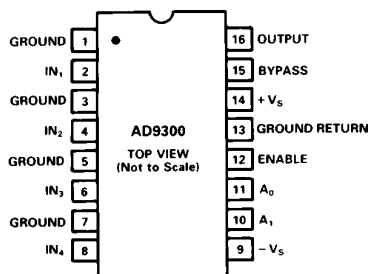 GROUND 1
IN₁ 2
GROUND 3
IN₂ 4
GROUND 5
IN₃ 6
GROUND 7
IN₄ 8
AD9300
TOP VIEW
(Not to Scale)
16 OUTPUT
15 BYPASS
14 +Vₛ
13 GROUND RETURN
12 ENABLE
11 A₀
10 A₁
9 −Vₛ